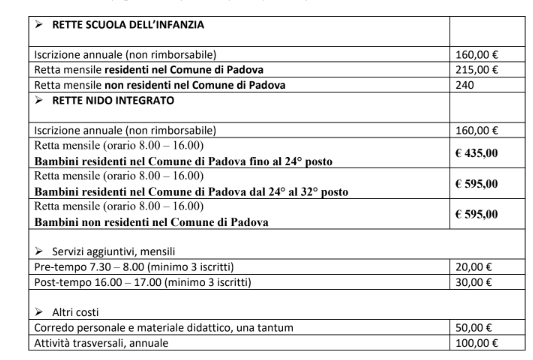 ➢ RETTE SCUOLA DELL'INFANZIA
Iscrizione annuale (non rimborsabile) 160,00 €
Retta mensile residenti nel Comune di Padova 215,00 €
Retta mensile non residenti nel Comune di Padova 240
➢ RETTE NIDO INTEGRATO
Iscrizione annuale (non rimborsabile) 160,00 €
Retta mensile (orario 8.00 – 16.00)
Bambini residenti nel Comune di Padova fino al 24° posto € 435,00
Retta mensile (orario 8.00 – 16.00)
Bambini residenti nel Comune di Padova dal 24° al 32° posto € 595,00
Retta mensile (orario 8.00 – 16.00)
Bambini non residenti nel Comune di Padova € 595,00
➢ Servizi aggiuntivi, mensili
Pre-tempo 7.30 – 8.00 (minimo 3 iscritti) 20,00 €
Post-tempo 16.00 – 17.00 (minimo 3 iscritti) 30,00 €
➢ Altri costi
Corredo personale e materiale didattico, una tantum 50,00 €
Attività trasversali, annuale 100,00 €